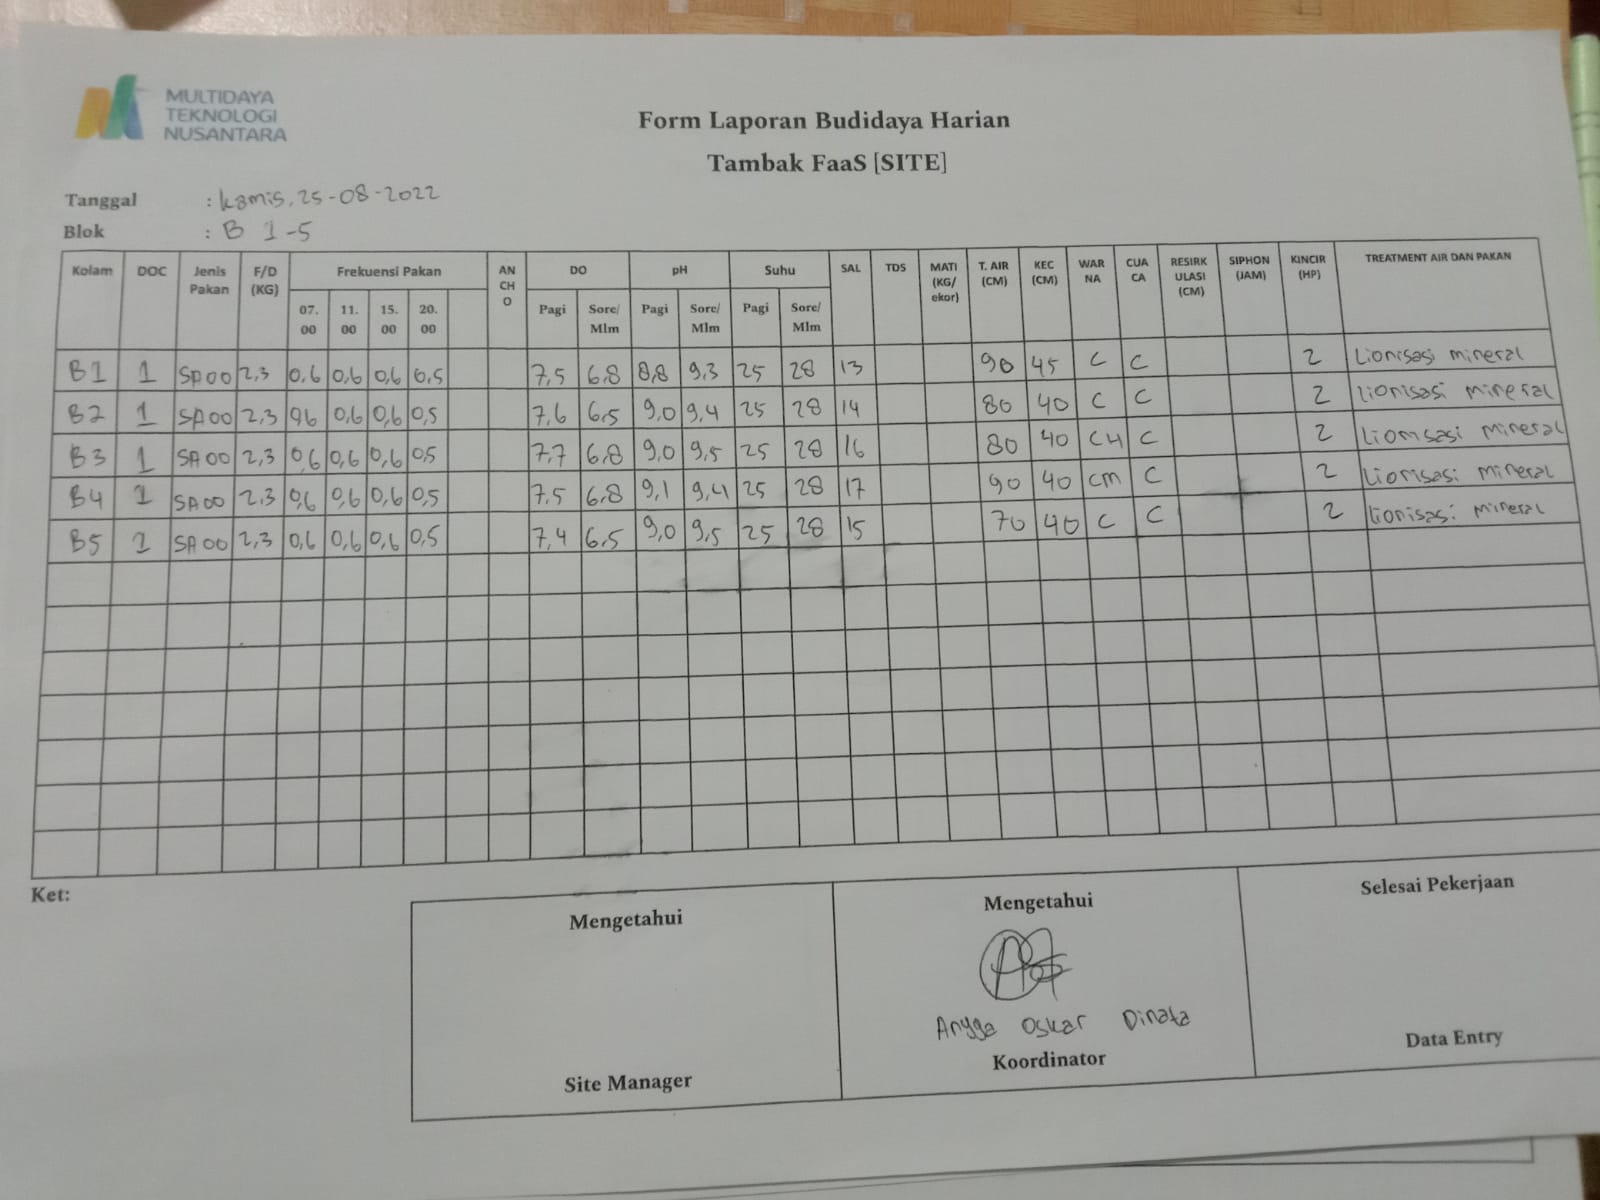 MULTIDAYA
TEKNOLOGI
NUSANTARA
Form Laporan Budidaya Harian
Tambak FaaS [SITE]
Tanggal : Kamis, 25-08-2022
Blok : B 1-5
Kolam DOC Jenis Pakan F/D (KG) Frekuensi Pakan AN CH O DO pH Suhu SAL TDS MATI (KG/ ekor) T. AIR (CM) KEC (CM) WAR NA CUA CA RESIRK ULASI (CM) SIPHON (JAM) KINCIR (HP) TREATMENT AIR DAN PAKAN
07. 00 11. 00 15. 00 20. 00 Pagi Sore/ Mlm Pagi Sore/ Mlm Pagi Sore/ Mlm
B1 1 SA00 2,3 0,6 0,6 0,6 0,5 7,5 6,8 8,8 9,3 25 28 13 90 45 C C 2 Lionisasi mineral
B2 1 SA00 2,3 0,6 0,6 0,6 0,5 7,6 6,5 9,0 9,4 25 28 14 80 40 C C 2 Lionisasi mineral
B3 1 SA00 2,3 0,6 0,6 0,6 0,5 7,7 6,8 9,0 9,5 25 28 16 80 40 CH C 2 Lionisasi mineral
B4 1 SA00 2,3 0,6 0,6 0,6 0,5 7,5 6,8 9,1 9,4 25 28 17 90 40 cm C 2 Lionisasi mineral
B5 1 SA00 2,3 0,6 0,6 0,6 0,5 7,4 6,5 9,0 9,5 25 28 15 70 40 C C 2 Lionisasi mineral
Ket:
Mengetahui Mengetahui Selesai Pekerjaan
Angga Oskar Dinata
Site Manager Koordinator Data Entry